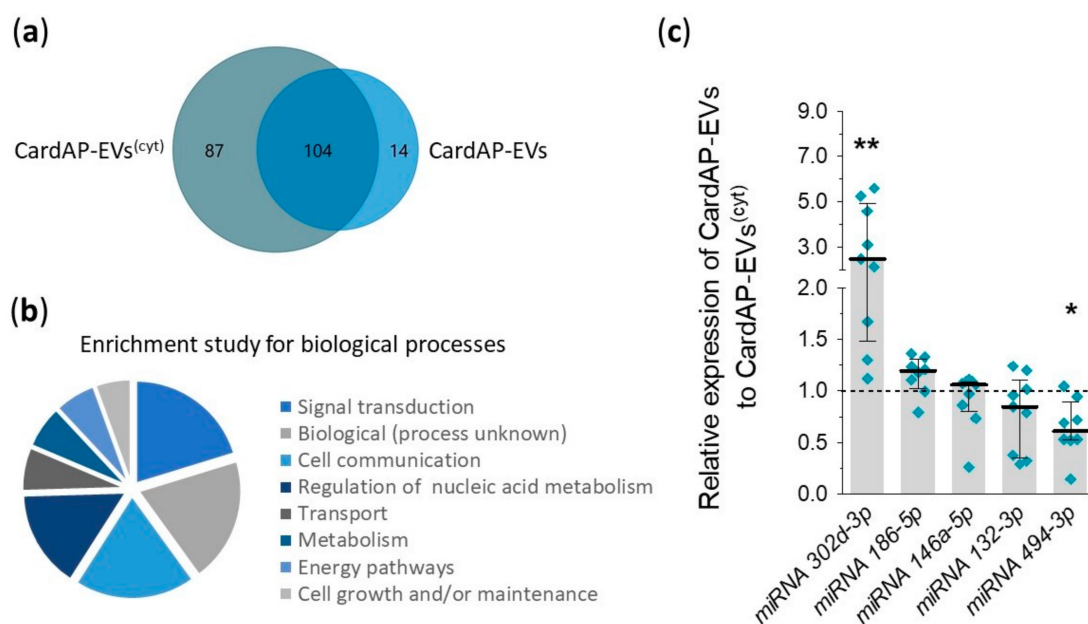 (a)
CardAP-EVs(cyt)
87
104
14
CardAP-EVs
(b)
Enrichment study for biological processes
Signal transduction
Biological (process unknown)
Cell communication
Regulation of nucleic acid metabolism
Transport
Metabolism
Energy pathways
Cell growth and/or maintenance
(c)
Relative expression of CardAP-EVs
to CardAP-EVs(cyt)
9.0
7.0
5.0
3.0
2.0
1.5
1.0
0.5
0.0
**
*
miRNA 302d-3p
miRNA 186-5p
miRNA 146a-5p
miRNA 132-3p
miRNA 494-3p